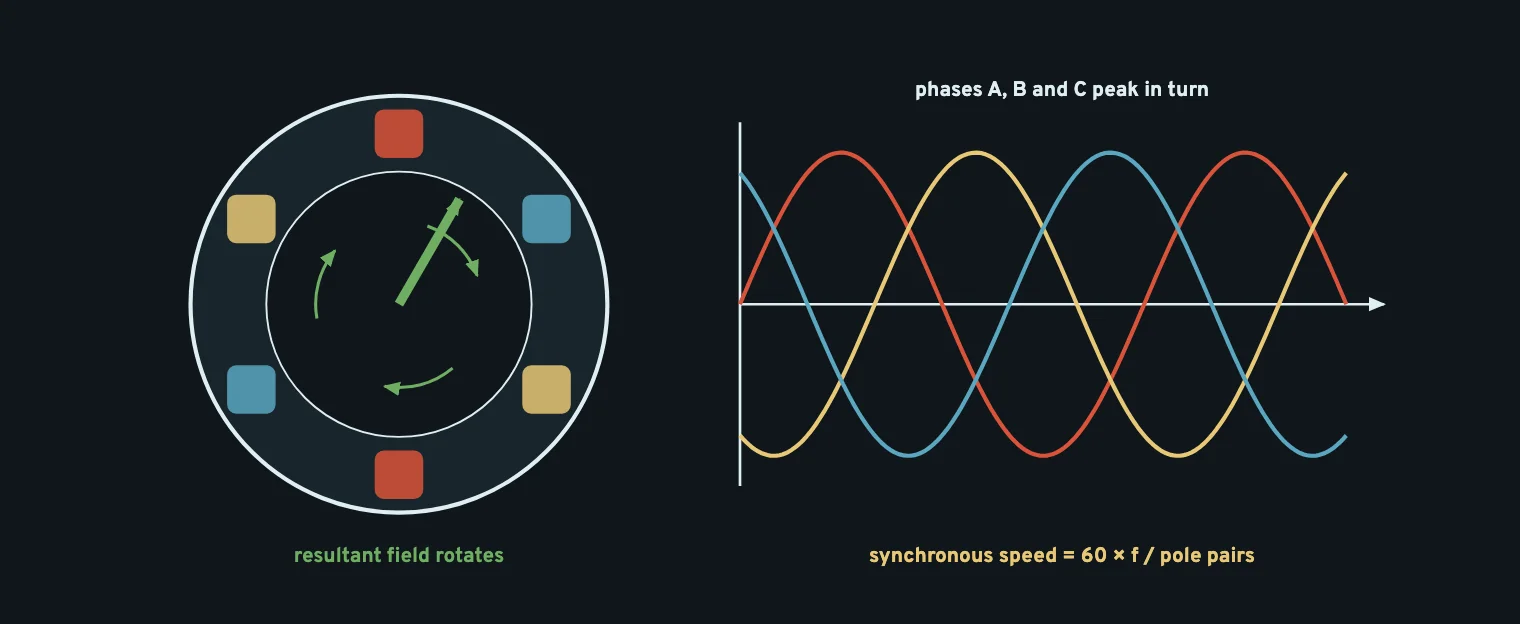 phases A, B and C peak in turn
resultant field rotates
synchronous speed = 60 × f / pole pairs